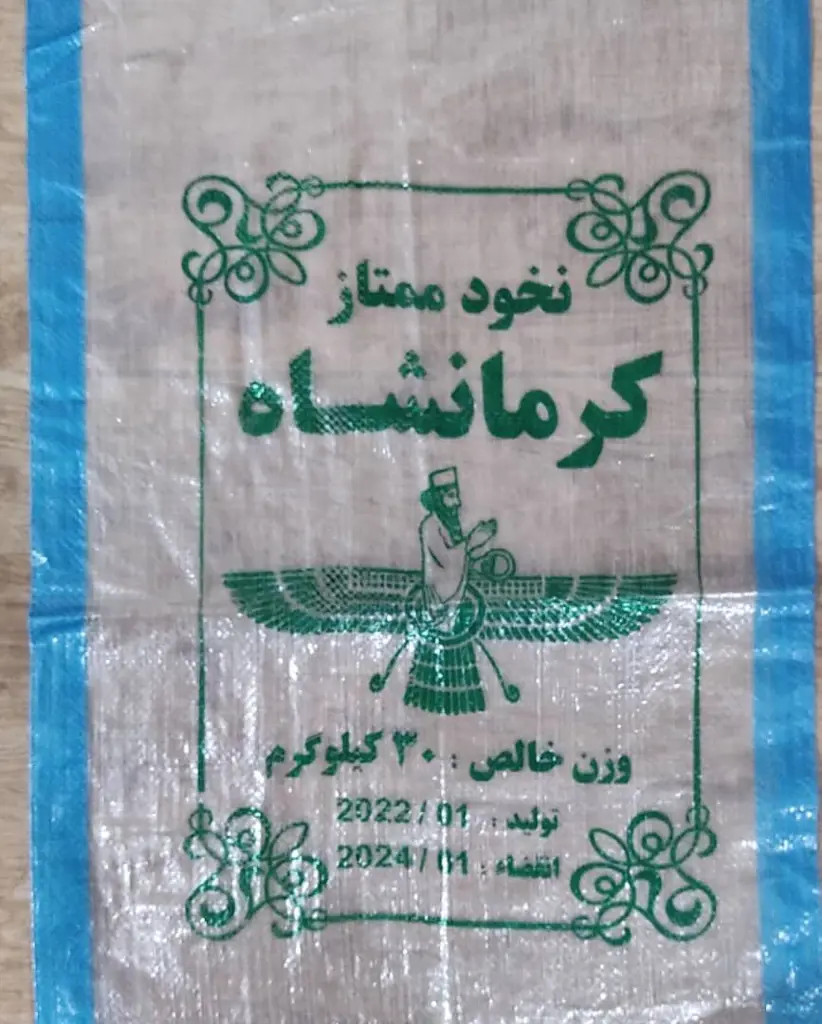 نخود ممتاز
کرمانشاه
وزن خالص : ۳۰ کیلوگرم
تولید : 2022 / 01
انقضاء : 2024 / 01